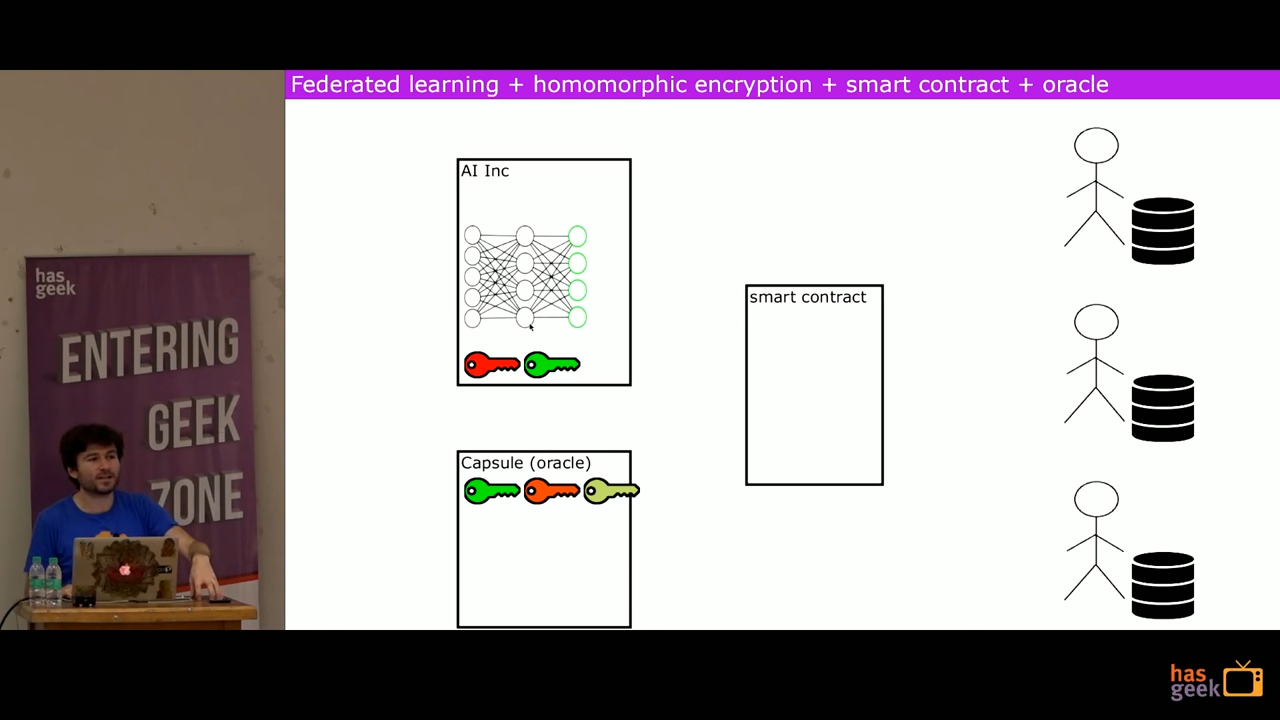 Federated learning + homomorphic encryption + smart contract + oracle
AI Inc
smart contract
Capsule (oracle)
has
geek
ENTERING
GEEK
ZONE
has
geek